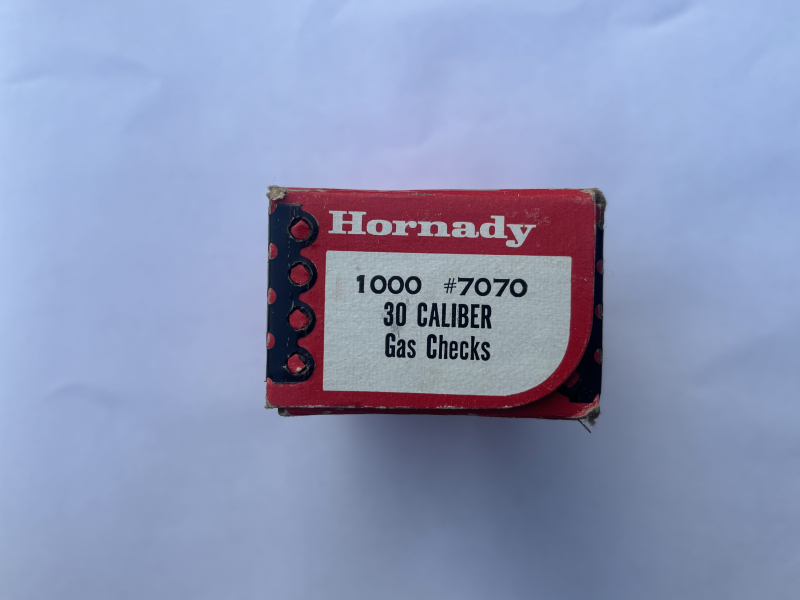 Hornady
1000 #7070
30 CALIBER
Gas Checks